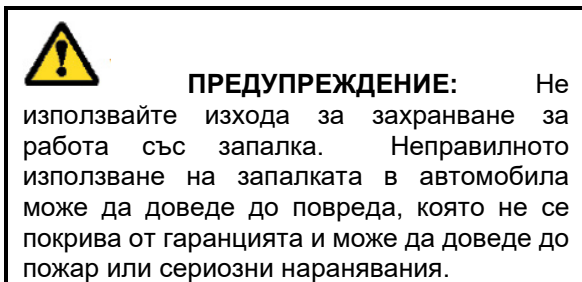 ПРЕДУПРЕЖДЕНИЕ: Не
използвайте изхода за захранване за
работа със запалка. Неправилното
използване на запалката в автомобила
може да доведе до повреда, която не се
покрива от гаранцията и може да доведе до
пожар или сериозни наранявания.